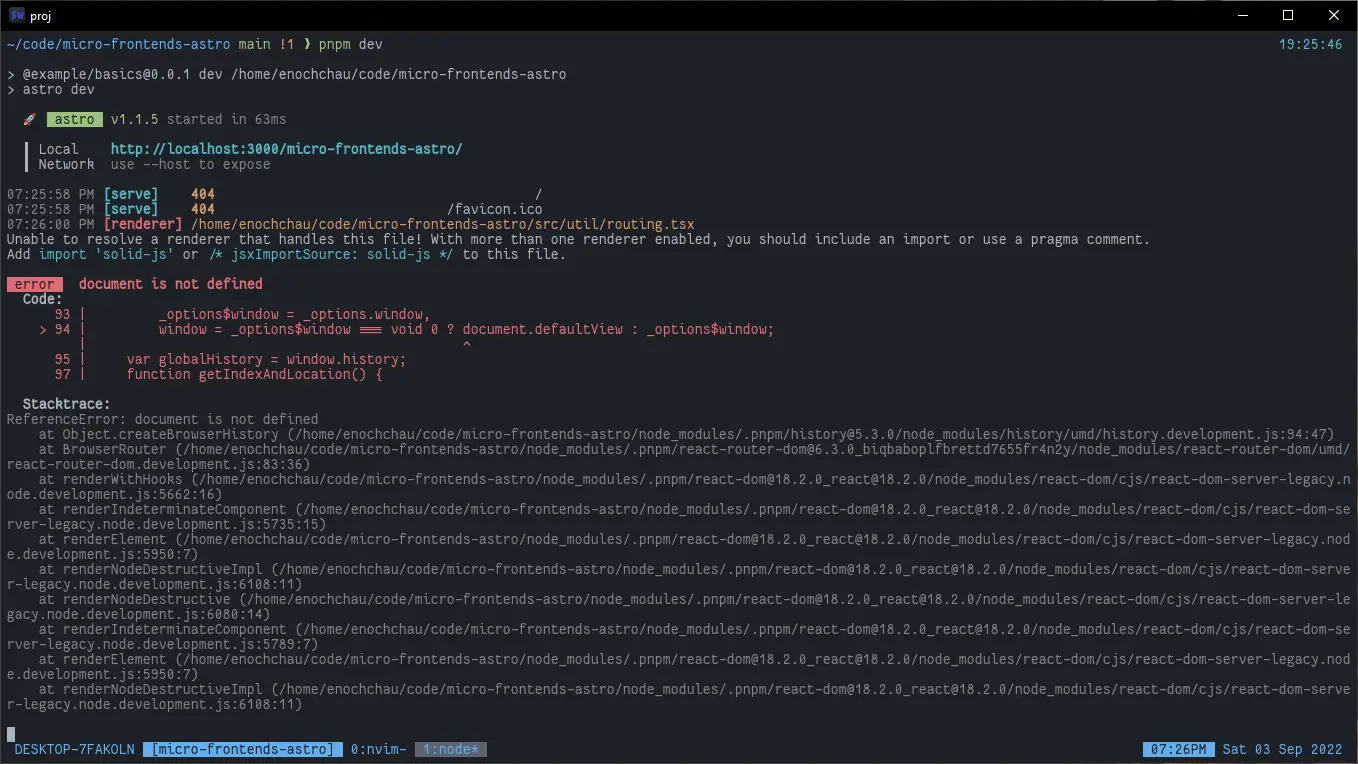 $W proj
~/code/micro-frontends-astro main !1 ❯ pnpm dev 19:25:46
> @example/basics@0.0.1 dev /home/enochchau/code/micro-frontends-astro
> astro dev
🚀 astro v1.1.5 started in 63ms
Local http://localhost:3000/micro-frontends-astro/
Network use --host to expose
07:25:58 PM [serve] 404 /
07:25:58 PM [serve] 404 /favicon.ico
07:26:00 PM [renderer] /home/enochchau/code/micro-frontends-astro/src/util/routing.tsx
Unable to resolve a renderer that handles this file! With more than one renderer enabled, you should include an import or use a pragma comment.
Add import 'solid-js' or /* jsxImportSource: solid-js */ to this file.
error document is not defined
Code:
93 | _options$window = _options.window,
> 94 | window = _options$window === void 0 ? document.defaultView : _options$window;
| ^
95 | var globalHistory = window.history;
97 | function getIndexAndLocation() {
Stacktrace:
ReferenceError: document is not defined
at Object.createBrowserHistory (/home/enochchau/code/micro-frontends-astro/node_modules/.pnpm/history@5.3.0/node_modules/history/umd/history.development.js:94:47)
at BrowserRouter (/home/enochchau/code/micro-frontends-astro/node_modules/.pnpm/react-router-dom@6.3.0_biqbaboplfbrettd7655fr4n2y/node_modules/react-router-dom/umd/
react-router-dom.development.js:83:36)
at renderWithHooks (/home/enochchau/code/micro-frontends-astro/node_modules/.pnpm/react-dom@18.2.0_react@18.2.0/node_modules/react-dom/cjs/react-dom-server-legacy.n
ode.development.js:5662:16)
at renderIndeterminateComponent (/home/enochchau/code/micro-frontends-astro/node_modules/.pnpm/react-dom@18.2.0_react@18.2.0/node_modules/react-dom/cjs/react-dom-se
rver-legacy.node.development.js:5735:15)
at renderElement (/home/enochchau/code/micro-frontends-astro/node_modules/.pnpm/react-dom@18.2.0_react@18.2.0/node_modules/react-dom/cjs/react-dom-server-legacy.nod
e.development.js:5950:7)
at renderNodeDestructiveImpl (/home/enochchau/code/micro-frontends-astro/node_modules/.pnpm/react-dom@18.2.0_react@18.2.0/node_modules/react-dom/cjs/react-dom-serve
r-legacy.node.development.js:6108:11)
at renderNodeDestructive (/home/enochchau/code/micro-frontends-astro/node_modules/.pnpm/react-dom@18.2.0_react@18.2.0/node_modules/react-dom/cjs/react-dom-server-le
gacy.node.development.js:6080:14)
at renderIndeterminateComponent (/home/enochchau/code/micro-frontends-astro/node_modules/.pnpm/react-dom@18.2.0_react@18.2.0/node_modules/react-dom/cjs/react-dom-se
rver-legacy.node.development.js:5789:7)
at renderElement (/home/enochchau/code/micro-frontends-astro/node_modules/.pnpm/react-dom@18.2.0_react@18.2.0/node_modules/react-dom/cjs/react-dom-server-legacy.nod
e.development.js:5950:7)
at renderNodeDestructiveImpl (/home/enochchau/code/micro-frontends-astro/node_modules/.pnpm/react-dom@18.2.0_react@18.2.0/node_modules/react-dom/cjs/react-dom-serve
r-legacy.node.development.js:6108:11)
DESKTOP-7FAKOLN [micro-frontends-astro] 0:nvim- 1:node* 07:26PM Sat 03 Sep 2022